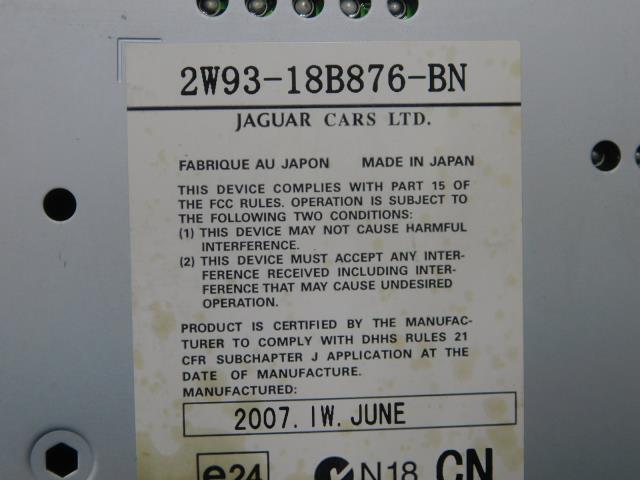 2W93-18B876-BN
JAGUAR CARS LTD.
FABRIQUE AU JAPON MADE IN JAPAN
THIS DEVICE COMPLIES WITH PART 15 OF
THE FCC RULES. OPERATION IS SUBJECT TO
THE FOLLOWING TWO CONDITIONS:
(1) THIS DEVICE MAY NOT CAUSE HARMFUL
INTERFERENCE.
(2) THIS DEVICE MUST ACCEPT ANY INTER-
FERENCE RECEIVED INCLUDING INTER-
FERENCE THAT MAY CAUSE UNDESIRED
OPERATION.
PRODUCT IS CERTIFIED BY THE MANUFAC-
TURER TO COMPLY WITH DHHS RULES 21
CFR SUBCHAPTER J APPLICATION AT THE
DATE OF MANUFACTURE.
MANUFACTURED:
2007. IW. JUNE
e24 N18 CN